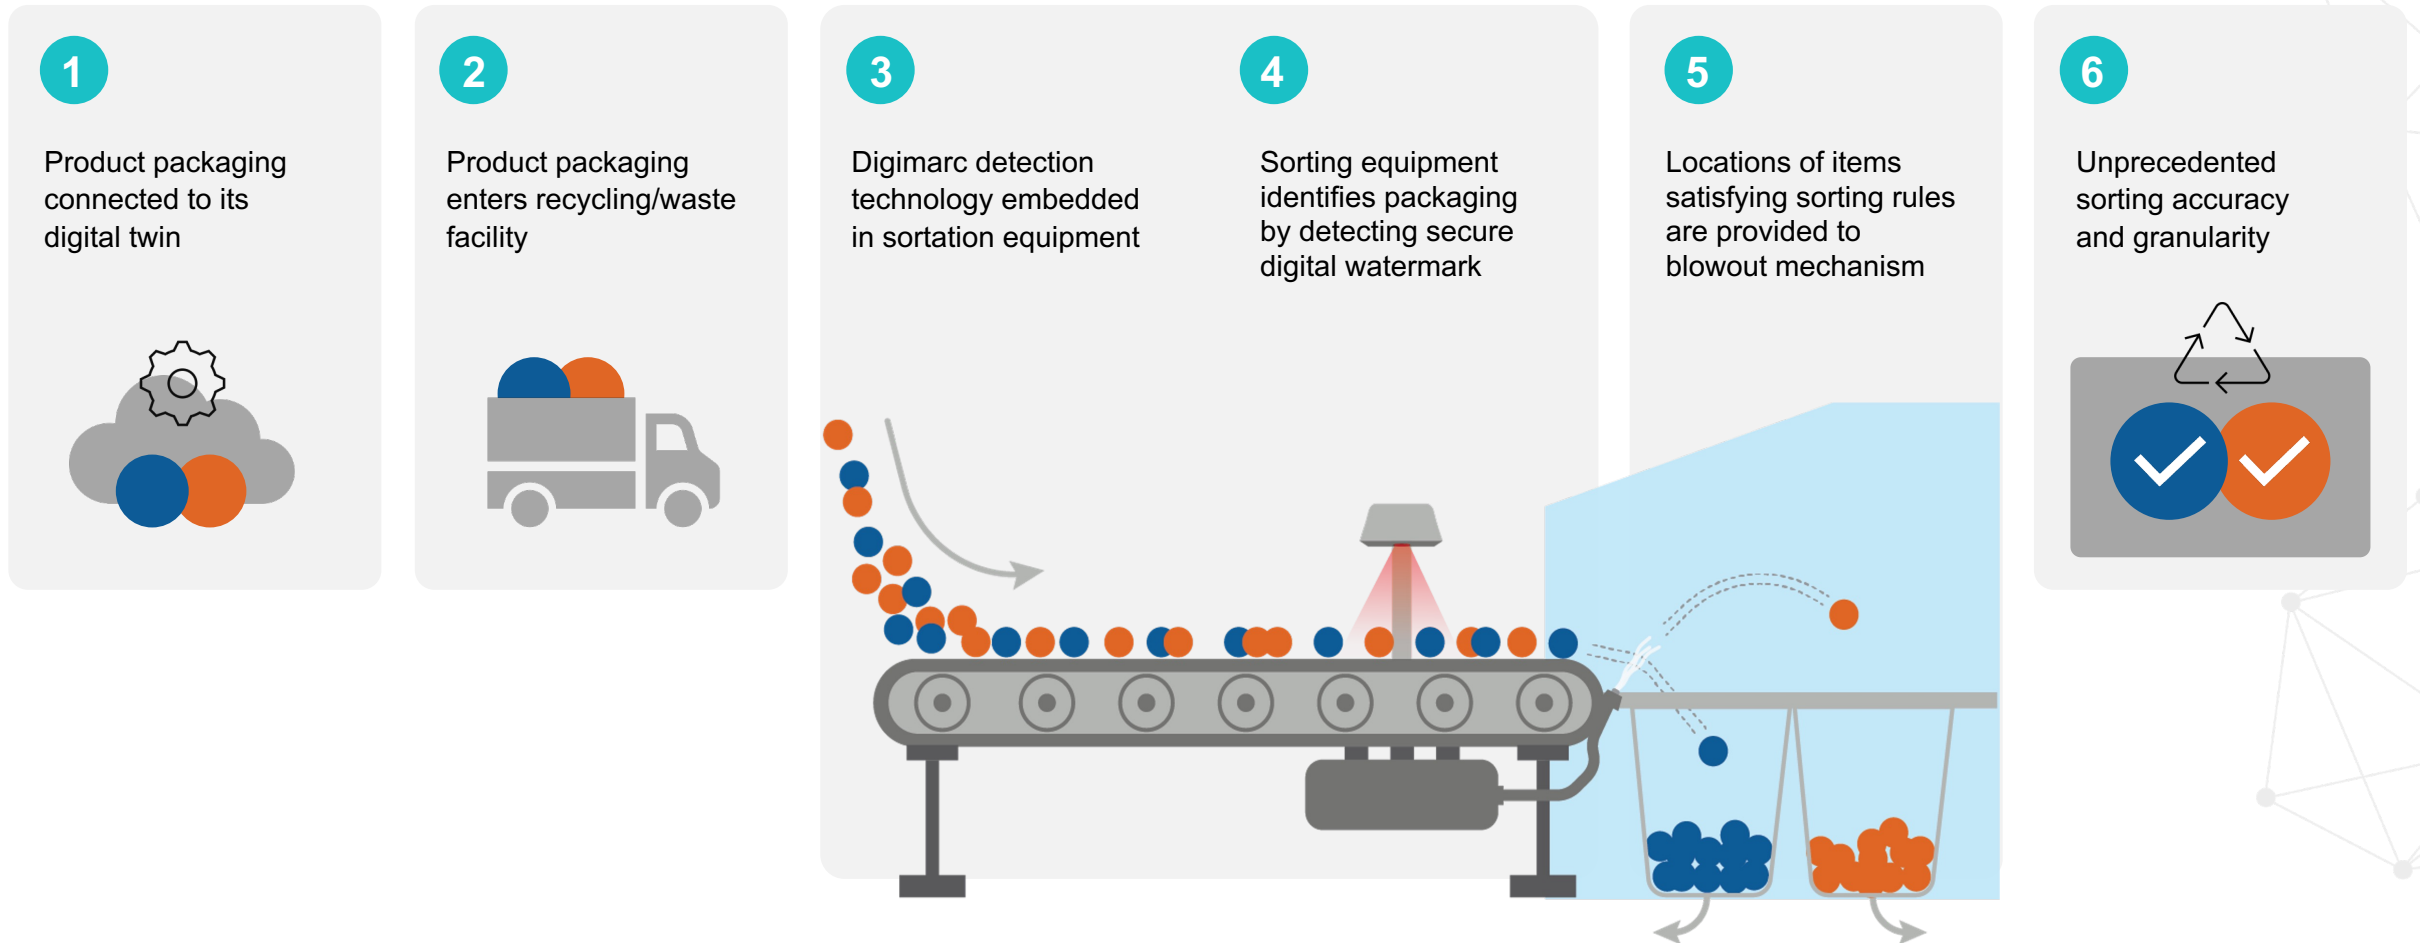 1
Product packaging
connected to its
digital twin
2
Product packaging
enters recycling/waste
facility
3
Digimarc detection
technology embedded
in sortation equipment
4
Sorting equipment
identifies packaging
by detecting secure
digital watermark
5
Locations of items
satisfying sorting rules
are provided to
blowout mechanism
6
Unprecedented
sorting accuracy
and granularity